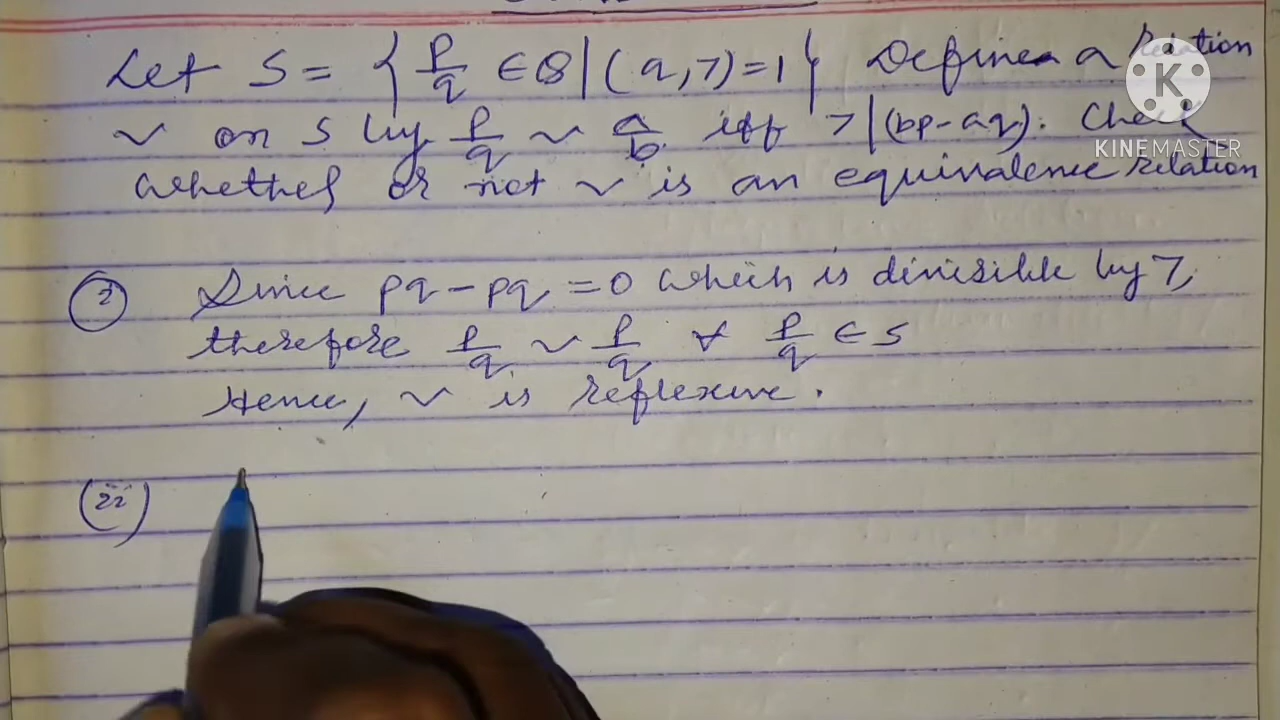 Let S = { p/q ∈ Q | (q, 7) = 1 } Define a relation
~ on S by p/q ~ a/b iff 7 | (bp - aq). Check
whether or not ~ is an equivalence relation
KINEMASTER
(i) Since pq - pq = 0 which is divisible by 7,
therefore p/q ~ p/q ∀ p/q ∈ S
Hence, ~ is reflexive.
(ii)